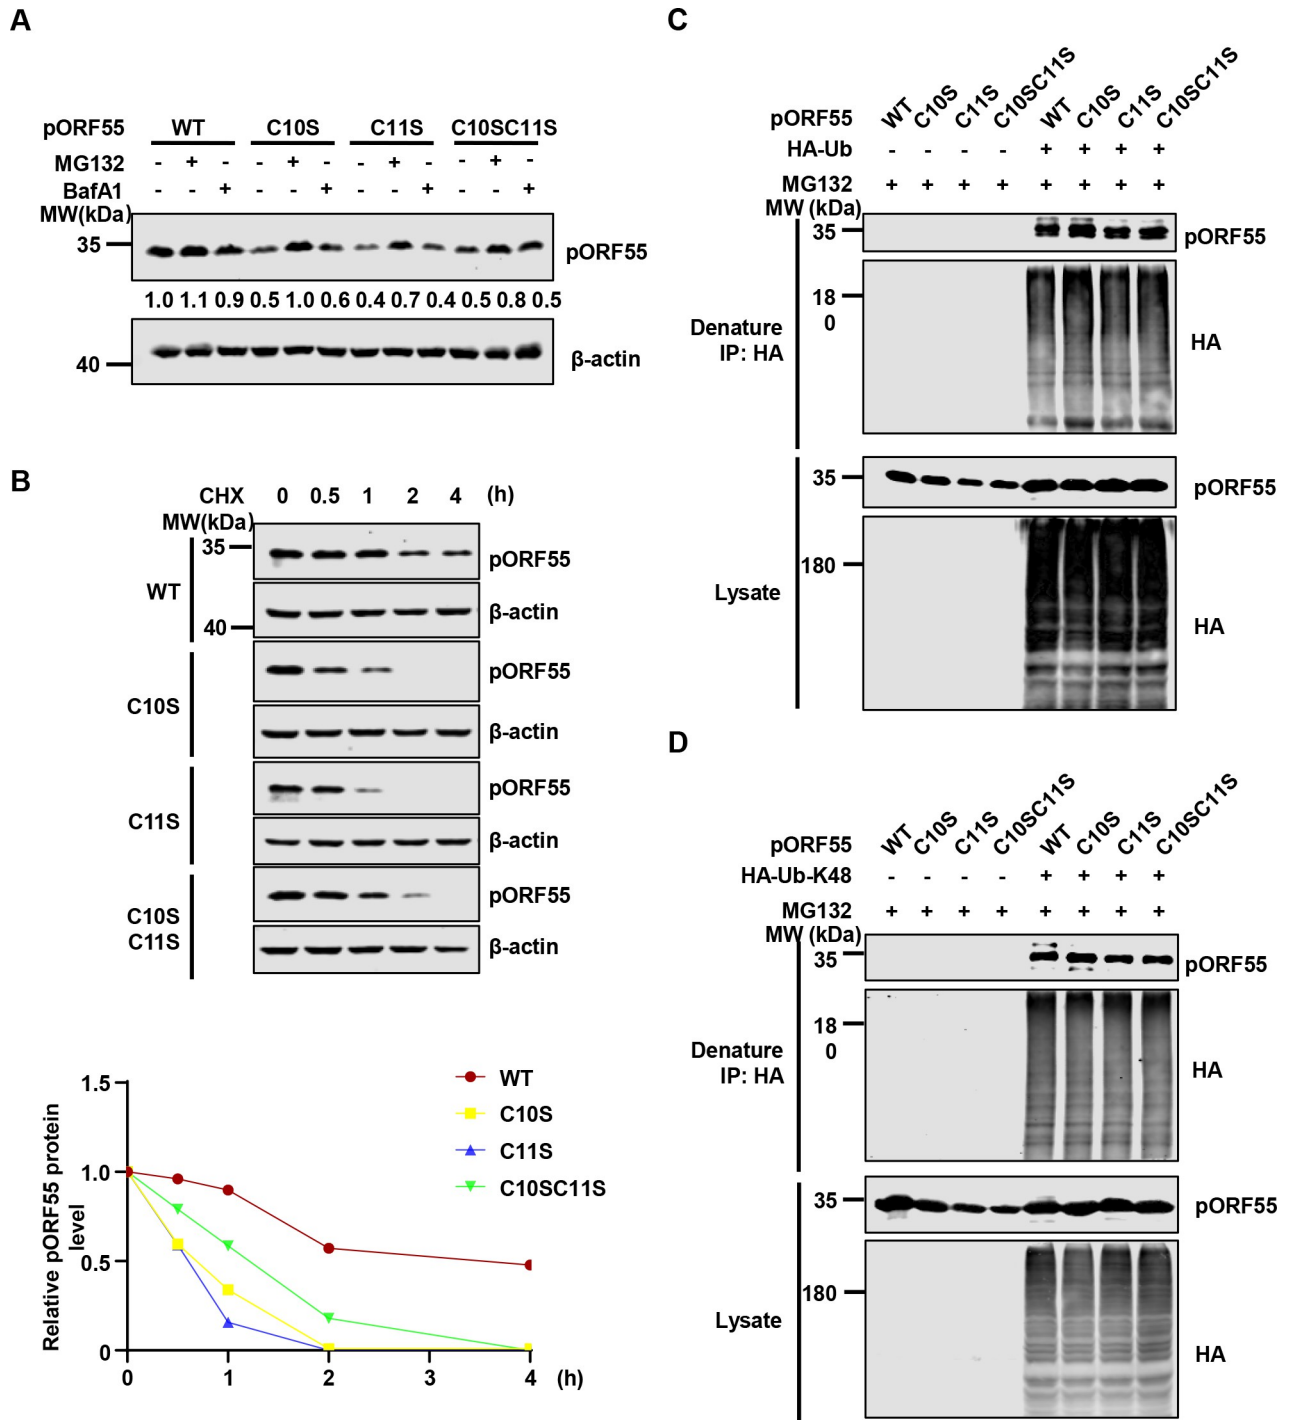 A
pORF55 WT C10S C11S C10SC11S
MG132 - + - - + - - + - - + -
BafA1 - - + - - + - - + - - +
MW(kDa)
35 pORF55
1.0 1.1 0.9 0.5 1.0 0.6 0.4 0.7 0.4 0.5 0.8 0.5
40 β-actin
B
CHX 0 0.5 1 2 4 (h)
MW(kDa)
WT
35 pORF55
40 β-actin
C10S
pORF55
β-actin
C11S
pORF55
β-actin
C10S
C11S
pORF55
β-actin
Relative pORF55 protein
level
1.5
1.0
0.5
0
0 1 2 3 4 (h)
WT
C10S
C11S
C10SC11S
C
pORF55 WT C10S C11S C10SC11S WT C10S C11S C10SC11S
HA-Ub - - - - + + + +
MG132 + + + + + + + +
MW (kDa)
Denature
IP: HA
35 pORF55
18
0
HA
Lysate
35 pORF55
180
HA
D
pORF55 WT C10S C11S C10SC11S WT C10S C11S C10SC11S
HA-Ub-K48 - - - - + + + +
MG132 + + + + + + + +
MW (kDa)
Denature
IP: HA
35 pORF55
18
0
HA
Lysate
35 pORF55
180
HA